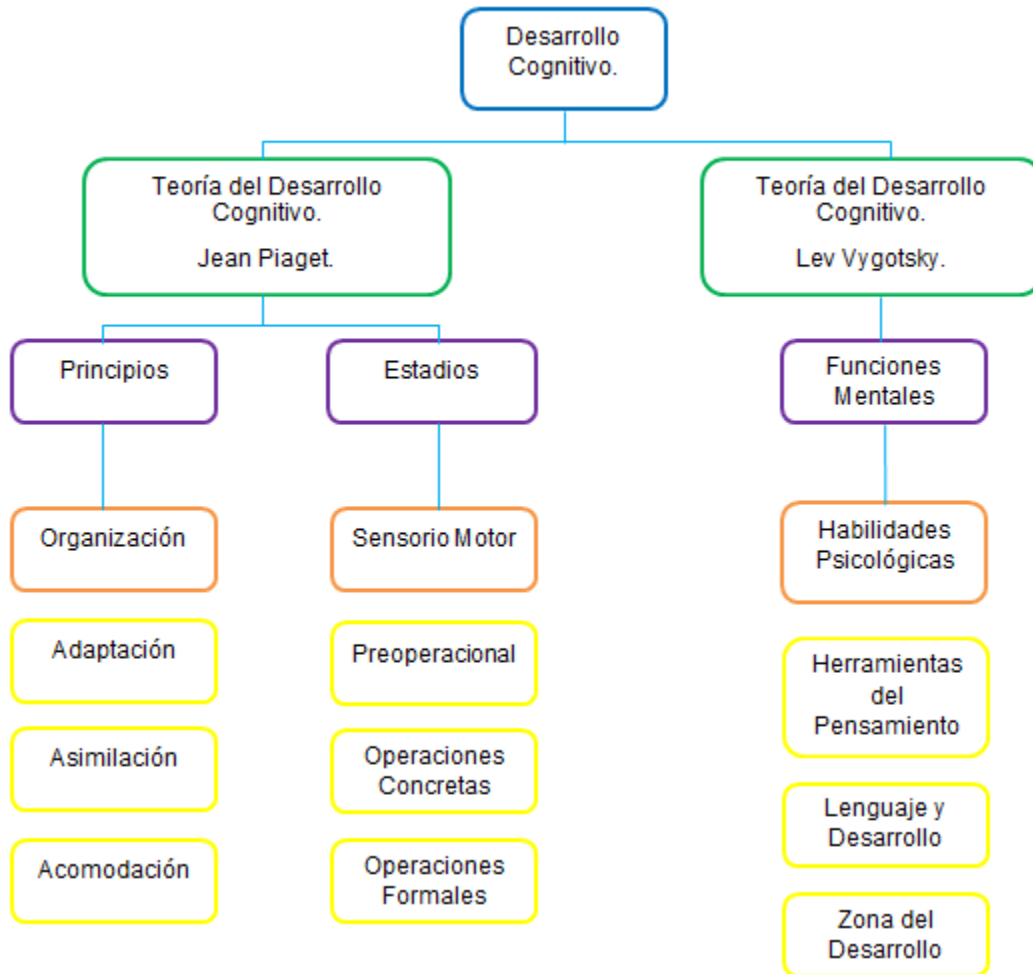 Desarrollo
Cognitivo.
Teoría del Desarrollo
Cognitivo.
Jean Piaget.
Teoría del Desarrollo
Cognitivo.
Lev Vygotsky.
Principios
Estadios
Funciones
Mentales
Organización
Sensorio Motor
Habilidades
Psicológicas
Adaptación
Preoperacional
Herramientas
del
Pensamiento
Asimilación
Operaciones
Concretas
Lenguaje y
Desarrollo
Acomodación
Operaciones
Formales
Zona del
Desarrollo